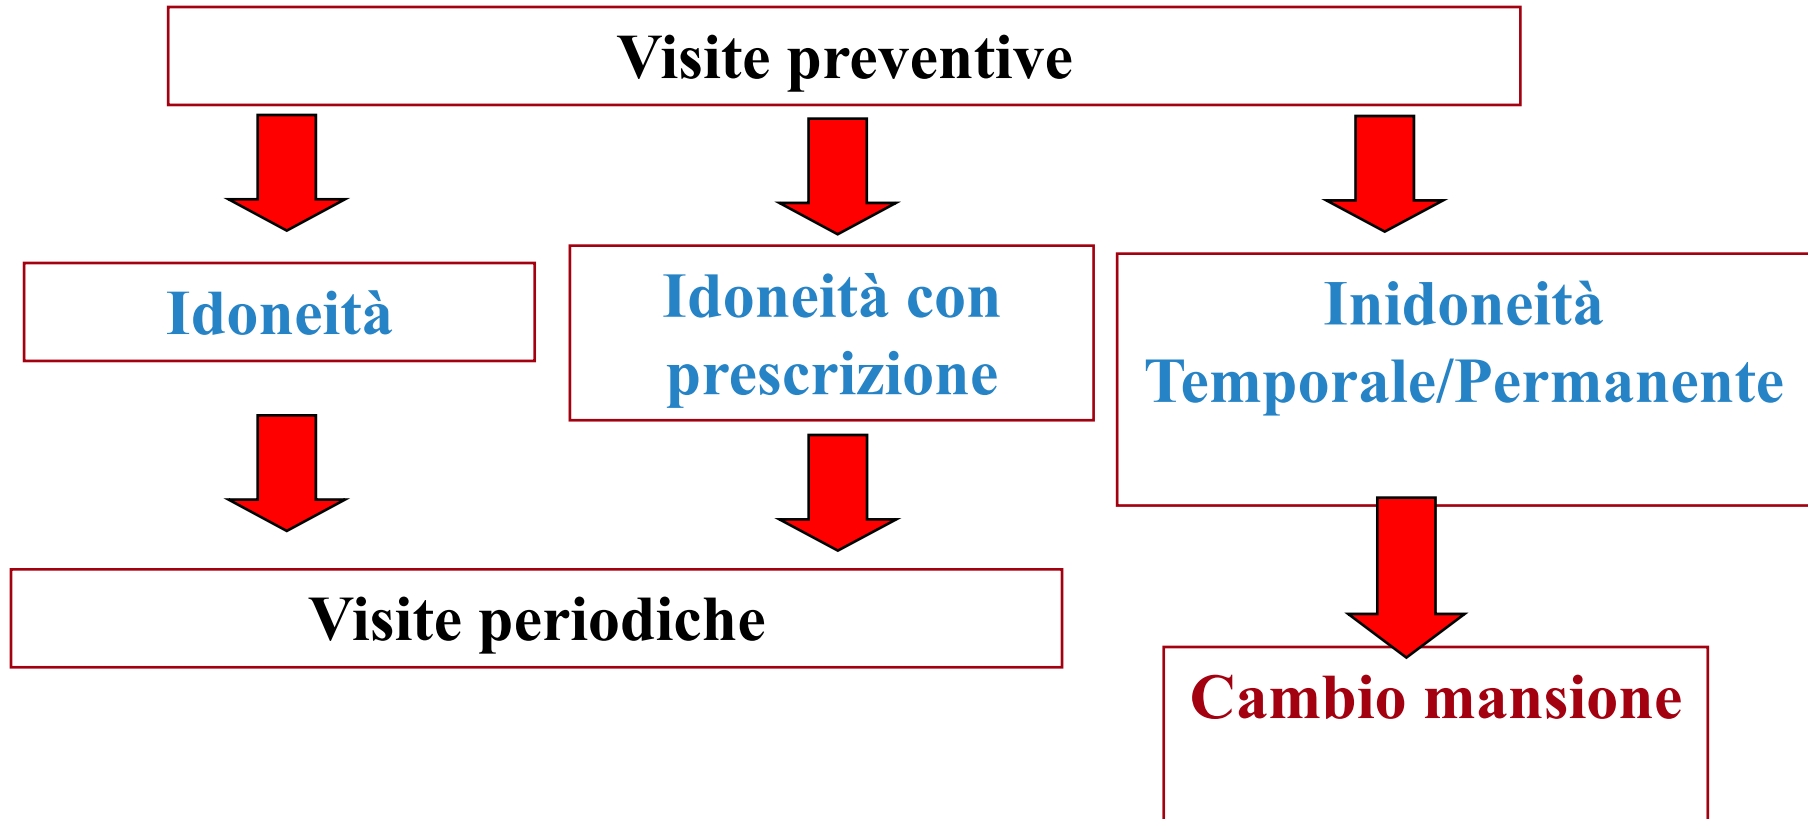 Visite preventive
Idoneità
Idoneità con
prescrizione
Inidoneità
Temporale/Permanente
Visite periodiche
Cambio mansione